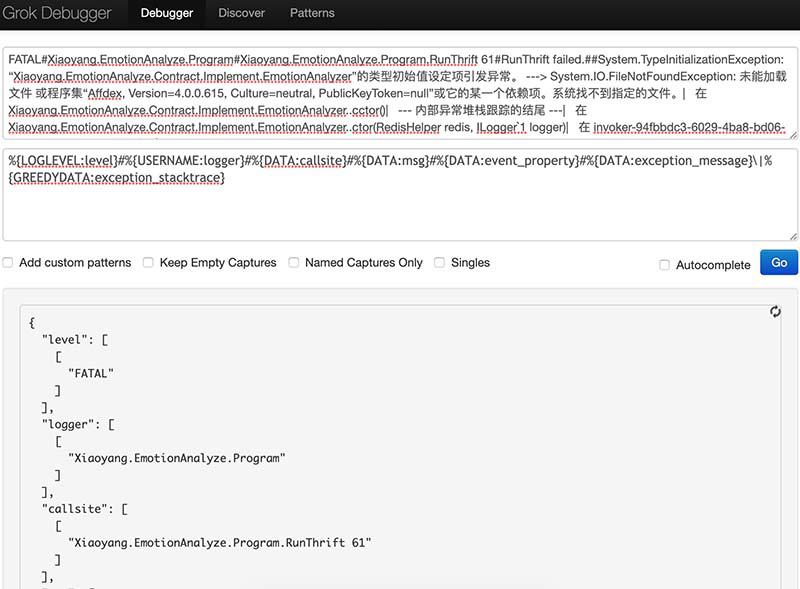 Grok Debugger Debugger Discover Patterns
FATAL#Xiaoyang.EmotionAnalyze.Program#Xiaoyang.EmotionAnalyze.Program.RunThrift 61#RunThrift failed.##System.TypeInitializationException:
“Xiaoyang.EmotionAnalyze.Contract.Implement.EmotionAnalyzer”的类型初始值设定项引发异常。 ---> System.IO.FileNotFoundException: 未能加载
文件 或程序集“Affdex, Version=4.0.0.615, Culture=neutral, PublicKeyToken=null”或它的某一个依赖项。系统找不到指定的文件。| 在
Xiaoyang.EmotionAnalyze.Contract.Implement.EmotionAnalyzer..cctor()| --- 内部异常堆栈跟踪的结尾 ---| 在
Xiaoyang.EmotionAnalyze.Contract.Implement.EmotionAnalyzer..ctor(RedisHelper redis, ILogger`1 logger)| 在 invoker-94fbbdc3-6029-4ba8-bd06-
%{LOGLEVEL:level}#%{USERNAME:logger}#%{DATA:callsite}#%{DATA:msg}#%{DATA:event_property}#%{DATA:exception_message}\|%
{GREEDYDATA:exception_stacktrace}
Add custom patterns Keep Empty Captures Named Captures Only Singles Autocomplete Go
{
"level": [
[
"FATAL"
]
],
"logger": [
[
"Xiaoyang.EmotionAnalyze.Program"
]
],
"callsite": [
[
"Xiaoyang.EmotionAnalyze.Program.RunThrift 61"
]
],